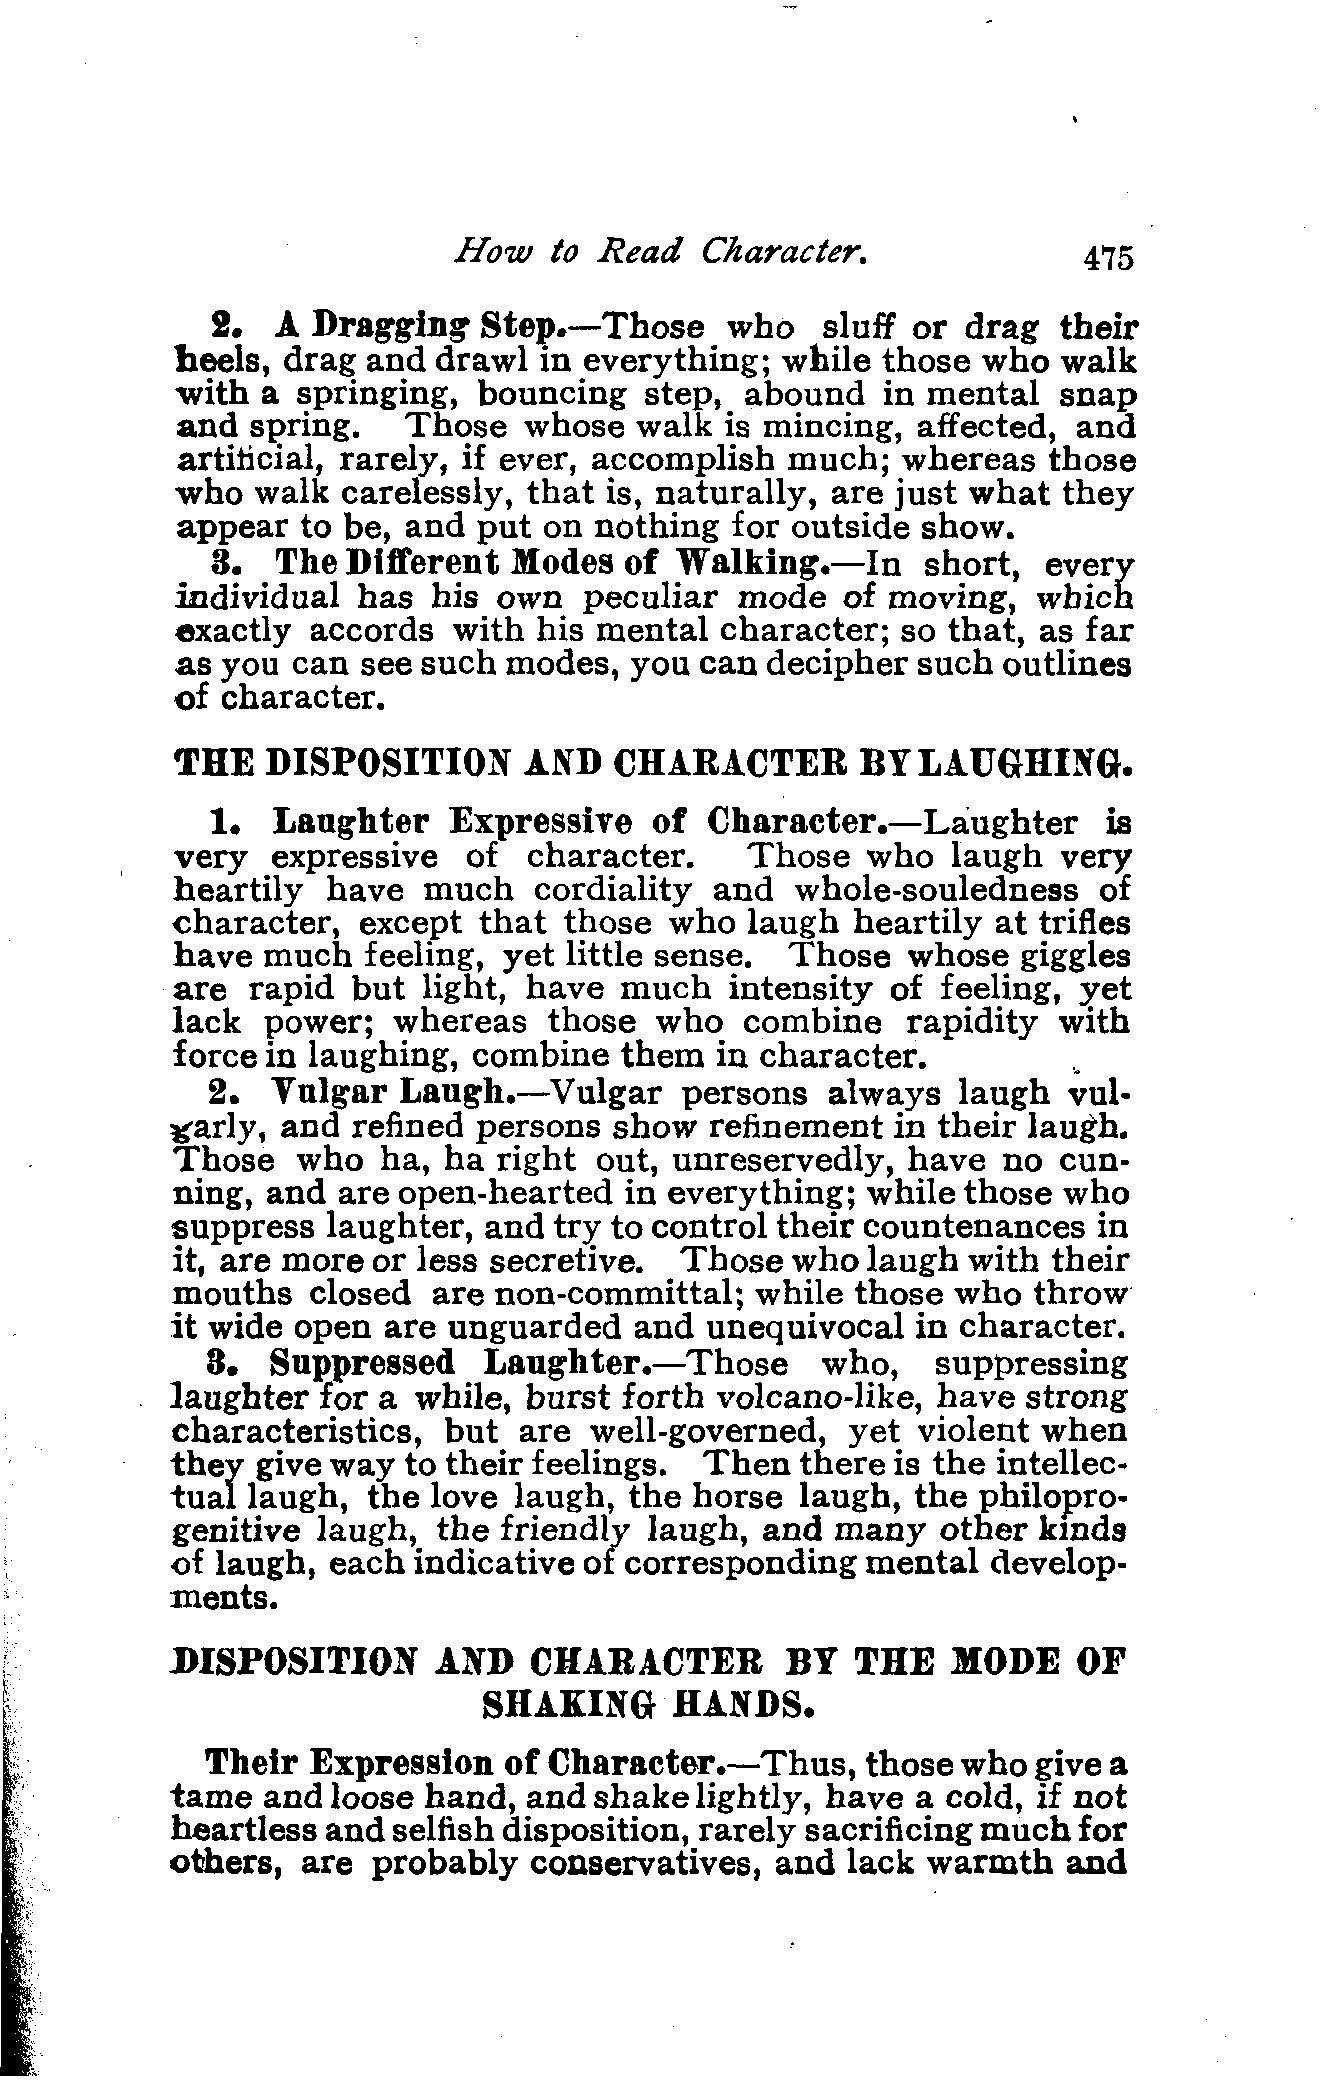 How to Read Character. 475
2. A Dragging Step.—Those who sluff or drag their
heels, drag and drawl in everything; while those who walk
with a springing, bouncing step, abound in mental snap
and spring. Those whose walk is mincing, affected, and
artificial, rarely, if ever, accomplish much; whereas those
who walk carelessly, that is, naturally, are just what they
appear to be, and put on nothing for outside show.
3. The Different Modes of Walking.—In short, every
individual has his own peculiar mode of moving, which
exactly accords with his mental character; so that, as far
as you can see such modes, you can decipher such outlines
of character.
THE DISPOSITION AND CHARACTER BY LAUGHING.
1. Laughter Expressive of Character.—Laughter is
very expressive of character. Those who laugh very
heartily have much cordiality and whole-souledness of
character, except that those who laugh heartily at trifles
have much feeling, yet little sense. Those whose giggles
are rapid but light, have much intensity of feeling, yet
lack power; whereas those who combine rapidity with
force in laughing, combine them in character.
2. Vulgar Laugh.—Vulgar persons always laugh vul-
garly, and refined persons show refinement in their laugh.
Those who ha, ha right out, unreservedly, have no cun-
ning, and are open-hearted in everything; while those who
suppress laughter, and try to control their countenances in
it, are more or less secretive. Those who laugh with their
mouths closed are non-committal; while those who throw
it wide open are unguarded and unequivocal in character.
3. Suppressed Laughter.—Those who, suppressing
laughter for a while, burst forth volcano-like, have strong
characteristics, but are well-governed, yet violent when
they give way to their feelings. Then there is the intellec-
tual laugh, the love laugh, the horse laugh, the philopro-
genitive laugh, the friendly laugh, and many other kinds
of laugh, each indicative of corresponding mental develop-
ments.
DISPOSITION AND CHARACTER BY THE MODE OF
SHAKING HANDS.
Their Expression of Character.—Thus, those who give a
tame and loose hand, and shake lightly, have a cold, if not
heartless and selfish disposition, rarely sacrificing much for
others, are probably conservatives, and lack warmth and